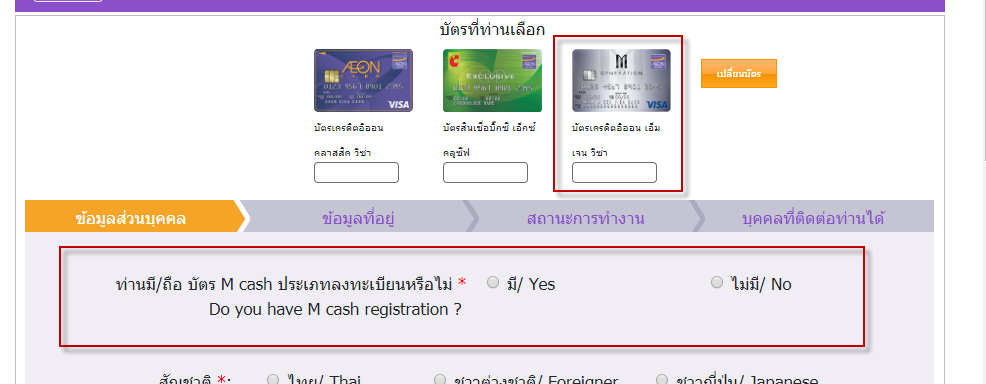 บัตรที่ท่านเลือก
AEON
VISA
EXCLUSIVE
M
GENERATION
VISA
เปลี่ยนบัตร
บัตรเครดิตอิออน
คลาสสิค วีซ่า
บัตรสินเชื่อบิ๊กซี เอ็กซ์
คลูซีฟ
บัตรเครดิตอิออน เอ็ม
เจน วีซ่า
ข้อมูลส่วนบุคคล
ข้อมูลที่อยู่
สถานะการทำงาน
บุคคลที่ติดต่อท่านได้
ท่านมี/ถือ บัตร M cash ประเภทลงทะเบียนหรือไม่ * มี/ Yes ไม่มี/ No
Do you have M cash registration ?
สัญชาติ *: ไทย/ Thai ชาวต่างชาติ/ Foreigner ชาวญี่ปุ่น/ Japanese